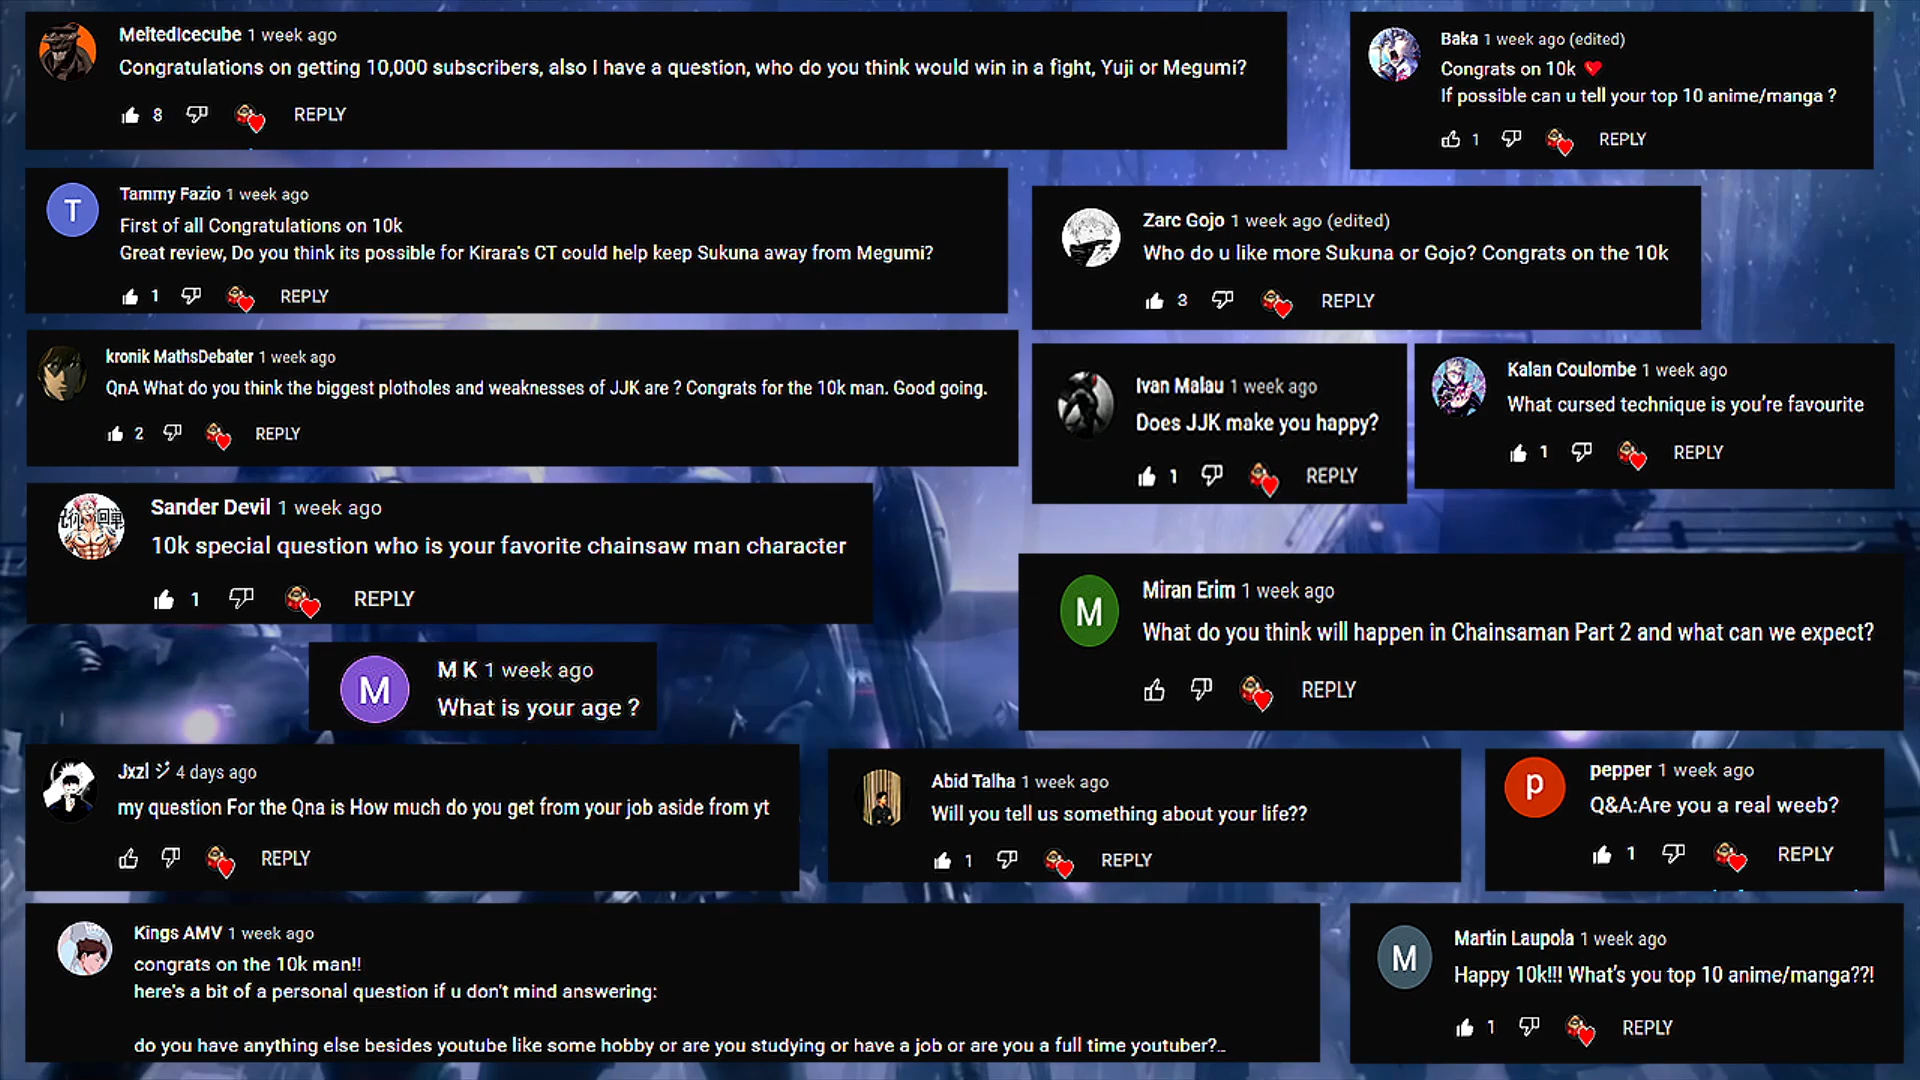 MeltedIcecube 1 week ago
Congratulations on getting 10,000 subscribers, also I have a question, who do you think would win in a fight, Yuji or Megumi?
8 REPLY
Baka 1 week ago (edited)
Congrats on 10k ❤️
If possible can u tell your top 10 anime/manga ?
1 REPLY
T
Tammy Fazio 1 week ago
First of all Congratulations on 10k
Great review, Do you think its possible for Kirara's CT could help keep Sukuna away from Megumi?
1 REPLY
Zarc Gojo 1 week ago (edited)
Who do u like more Sukuna or Gojo? Congrats on the 10k
3 REPLY
kronik MathsDebater 1 week ago
QnA What do you think the biggest plotholes and weaknesses of JJK are ? Congrats for the 10k man. Good going.
2 REPLY
Ivan Malau 1 week ago
Does JJK make you happy?
1 REPLY
Kalan Coulombe 1 week ago
What cursed technique is you're favourite
1 REPLY
Sander Devil 1 week ago
10k special question who is your favorite chainsaw man character
1 REPLY
M
Miran Erim 1 week ago
What do you think will happen in Chainsaman Part 2 and what can we expect?
REPLY
M
M K 1 week ago
What is your age ?
Jxzl ジ 4 days ago
my question For the Qna is How much do you get from your job aside from yt
REPLY
Abid Talha 1 week ago
Will you tell us something about your life??
1 REPLY
p
pepper 1 week ago
Q&A:Are you a real weeb?
1 REPLY
Kings AMV 1 week ago
congrats on the 10k man!!
here's a bit of a personal question if u don't mind answering:
do you have anything else besides youtube like some hobby or are you studying or have a job or are you a full time youtuber?..
M
Martin Laupola 1 week ago
Happy 10k!!! What's you top 10 anime/manga??!
1 REPLY